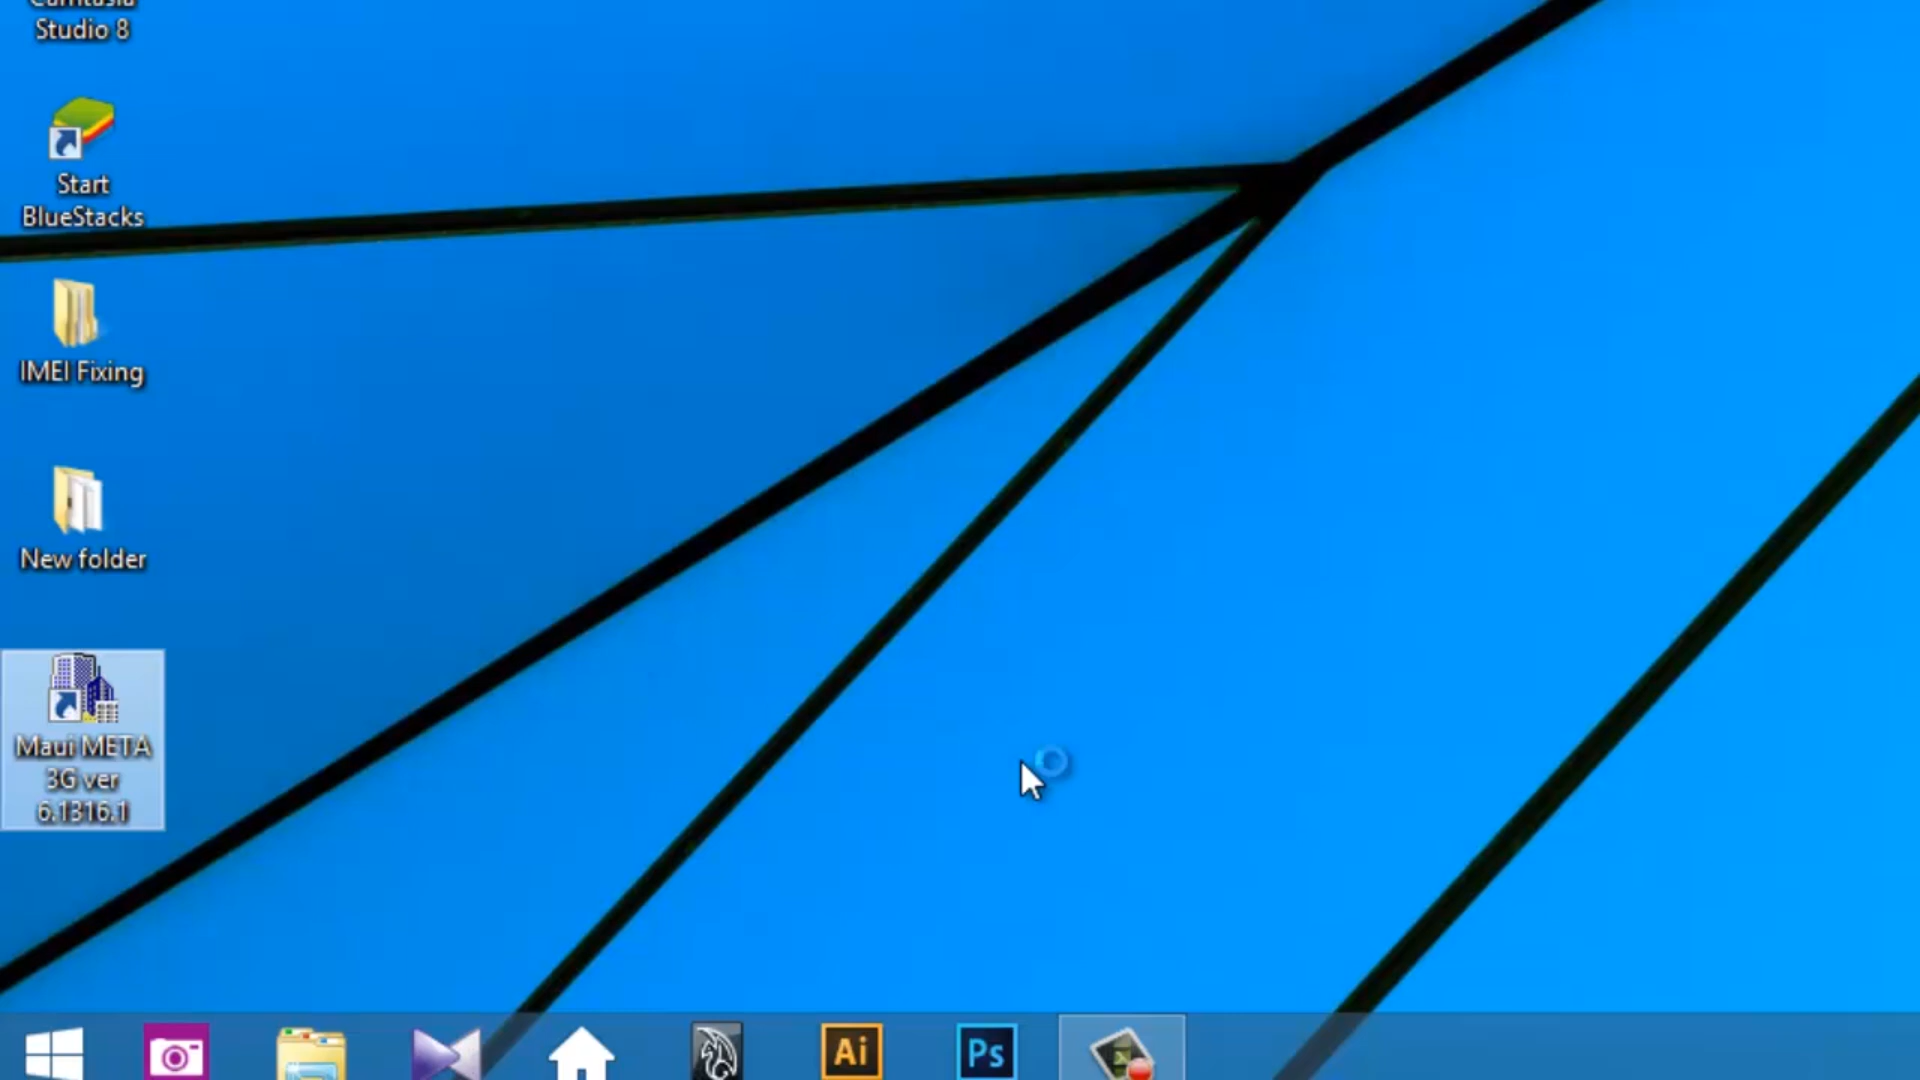 Studio 8
Start
BlueStacks
IMEI Fixing
New folder
Maui META
3G ver
6.1316.1
Ai
Ps